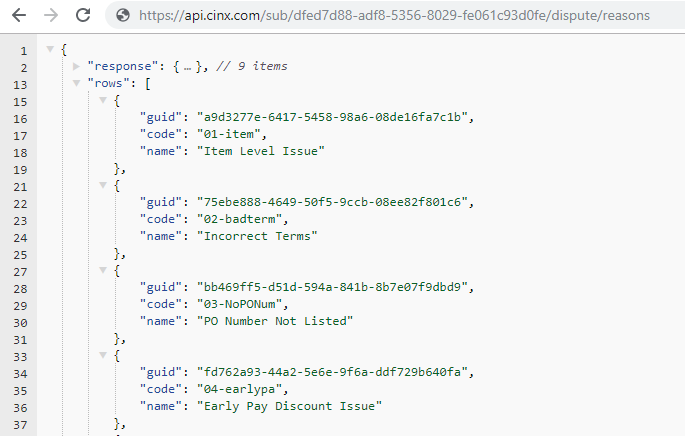 https://api.cinx.com/sub/dfed7d88-adf8-5356-8029-fe061c93d0fe/dispute/reasons
1 {
2 "response": { … }, // 9 items
13 "rows": [
15 {
16 "guid": "a9d3277e-6417-5458-98a6-08de16fa7c1b",
17 "code": "01-item",
18 "name": "Item Level Issue"
19 },
21 {
22 "guid": "75ebe888-4649-50f5-9ccb-08ee82f801c6",
23 "code": "02-badterm",
24 "name": "Incorrect Terms"
25 },
27 {
28 "guid": "bb469ff5-d51d-594a-841b-8b7e07f9dbd9",
29 "code": "03-NoPONum",
30 "name": "PO Number Not Listed"
31 },
33 {
34 "guid": "fd762a93-44a2-5e6e-9f6a-ddf729b640fa",
35 "code": "04-earlypa",
36 "name": "Early Pay Discount Issue"
37 },